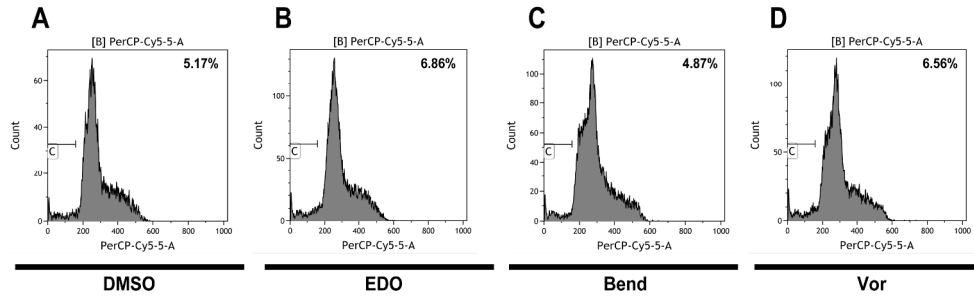 A
[B] PerCP-Cy5-5-A
5.17%
60
40
20
0
Count
C
0 200 400 600 800 1000
PerCP-Cy5-5-A
DMSO
B
[B] PerCP-Cy5-5-A
6.86%
100
50
0
Count
C
0 200 400 600 800 1000
PerCP-Cy5-5-A
EDO
C
[B] PerCP-Cy5-5-A
4.87%
100
80
60
40
20
0
Count
C
0 200 400 600 800 1000
PerCP-Cy5-5-A
Bend
D
[B] PerCP-Cy5-5-A
6.56%
100
50
0
Count
C
0 200 400 600 800 1000
PerCP-Cy5-5-A
Vor